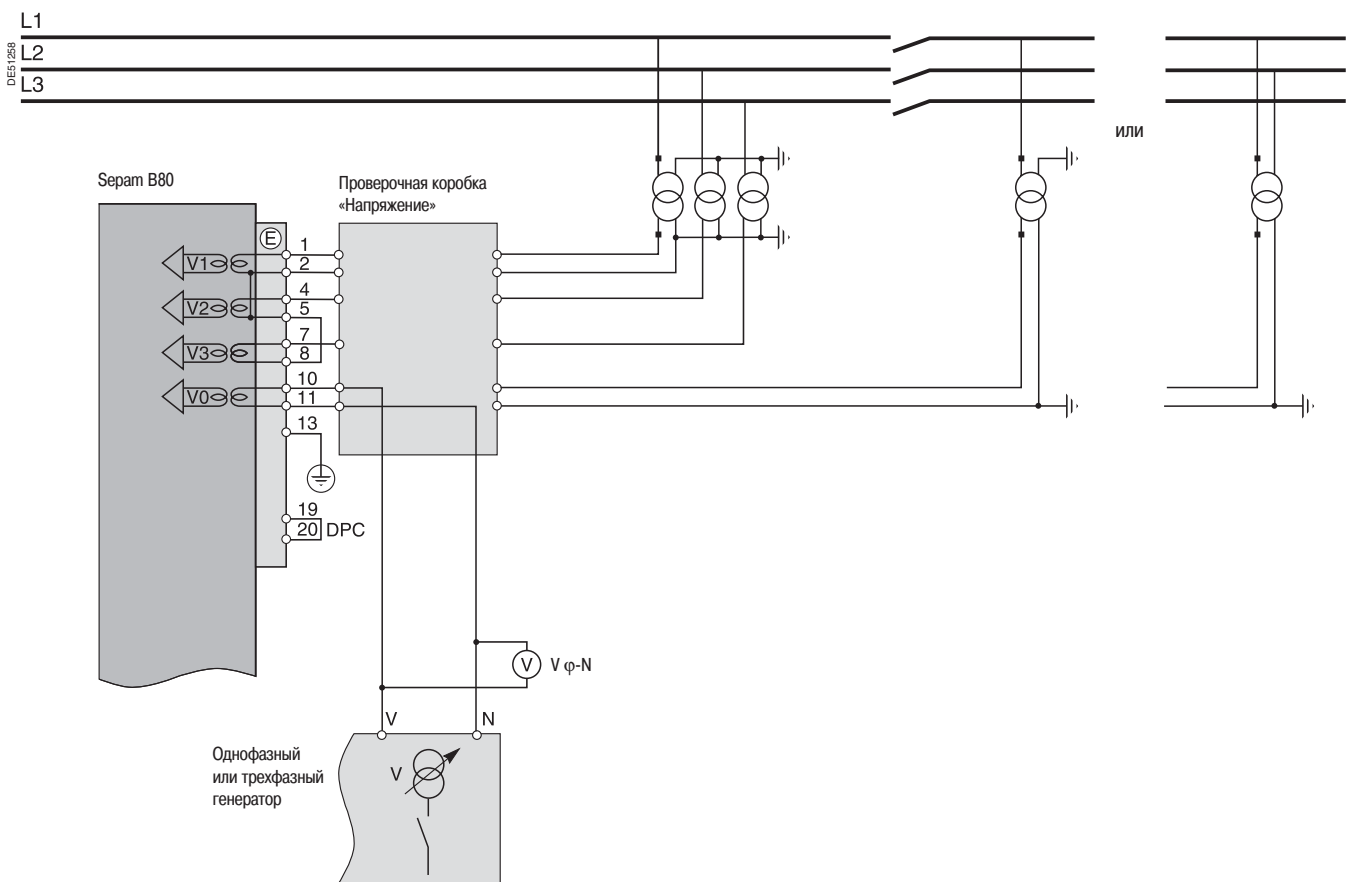 L1
DE51258
L2
L3
или
Sepam B80
Проверочная коробка
«Напряжение»
E
1
V1
2
4
V2
5
7
V3
8
10
V0
11
13
19
20 DPC
V
V φ-N
V
N
Однофазный
или трехфазный
генератор
V